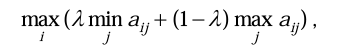 max_i (λ min_j a_ij + (1 − λ) max_j a_ij) ,